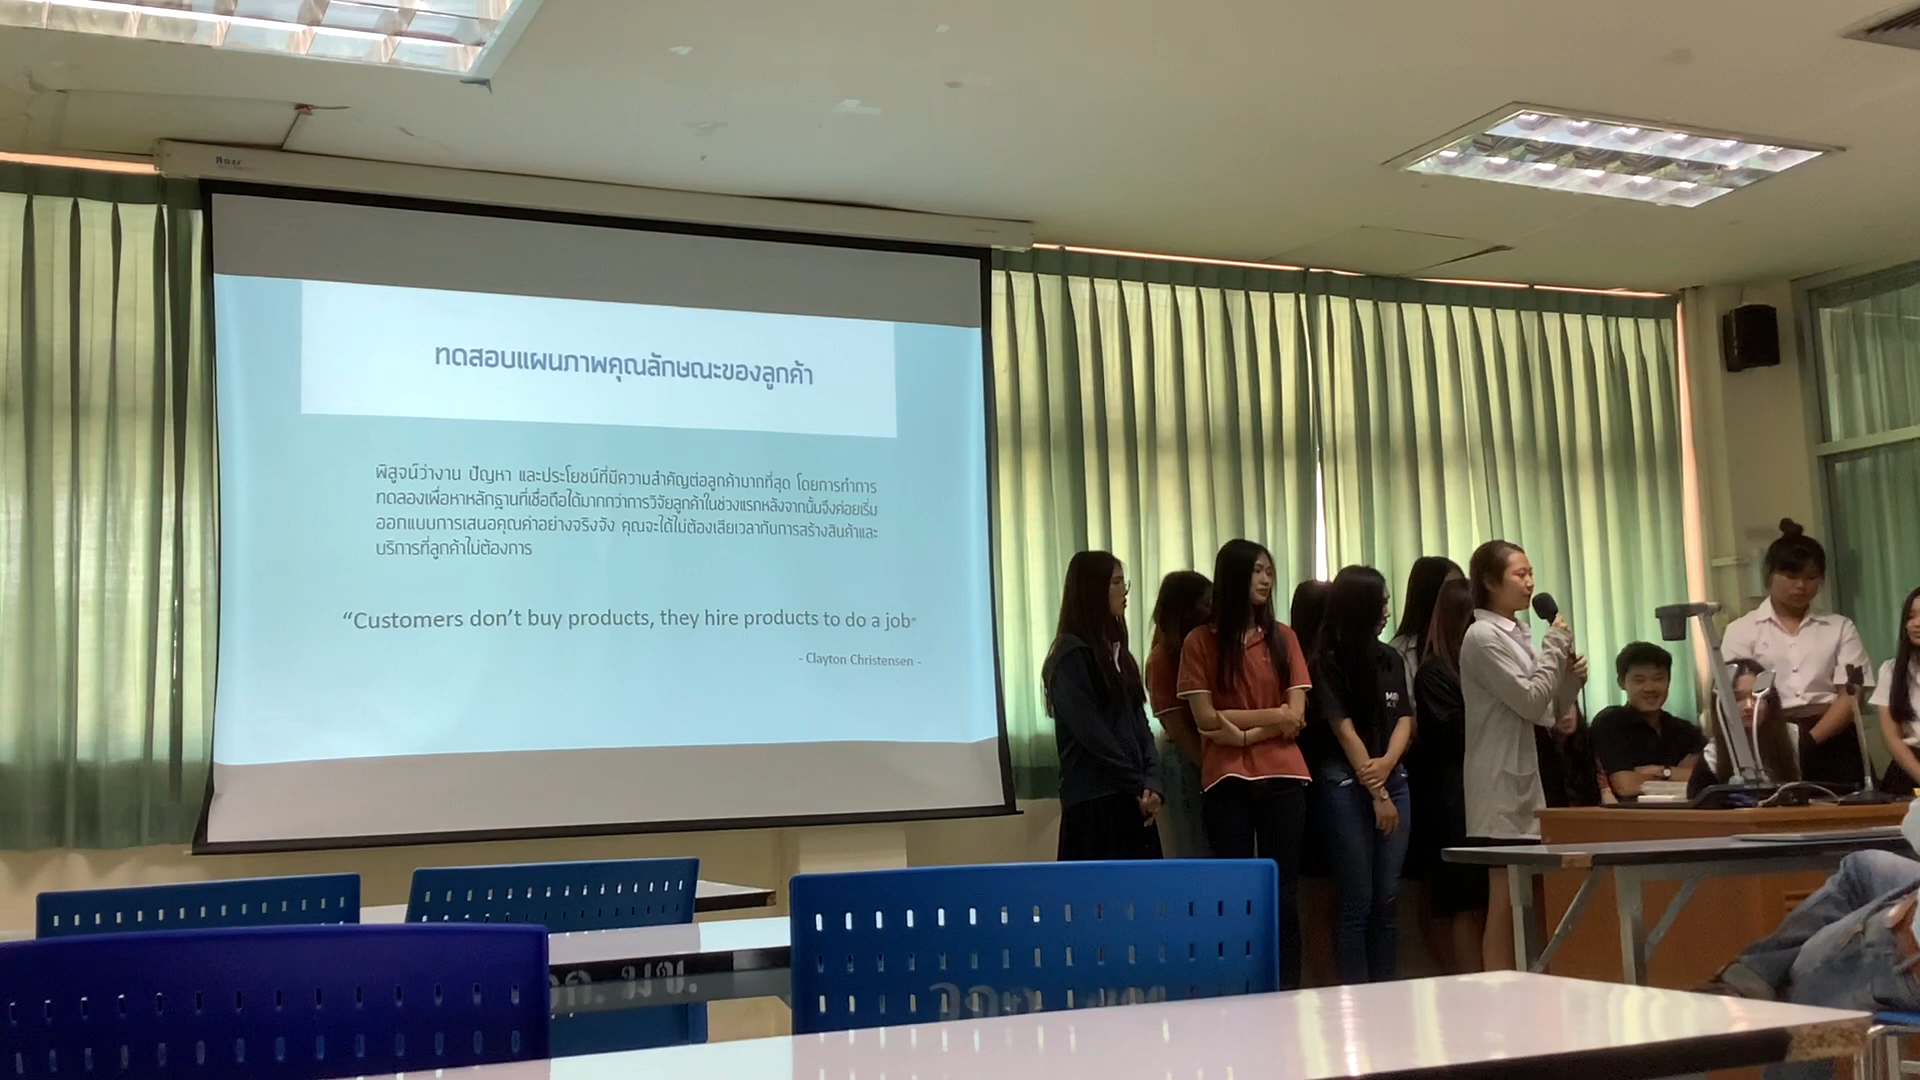 ทดสอบแผนภาพคุณลักษณะของลูกค้า
พิสูจน์ว่างาน ปัญหา และประโยชน์ที่มีความสำคัญต่อลูกค้ามากที่สุด โดยการทำการ
ทดลองเพื่อหาหลักฐานที่เชื่อถือได้มากกว่าการวิจัยลูกค้าในช่วงแรกหลังจากนั้นจึงค่อยเริ่ม
ออกแบบการเสนอคุณค่าอย่างจริงจัง คุณจะได้ไม่ต้องเสียเวลากับการสร้างสินค้าและ
บริการที่ลูกค้าไม่ต้องการ
“Customers don’t buy products, they hire products to do a job”
- Clayton Christensen -
มข.